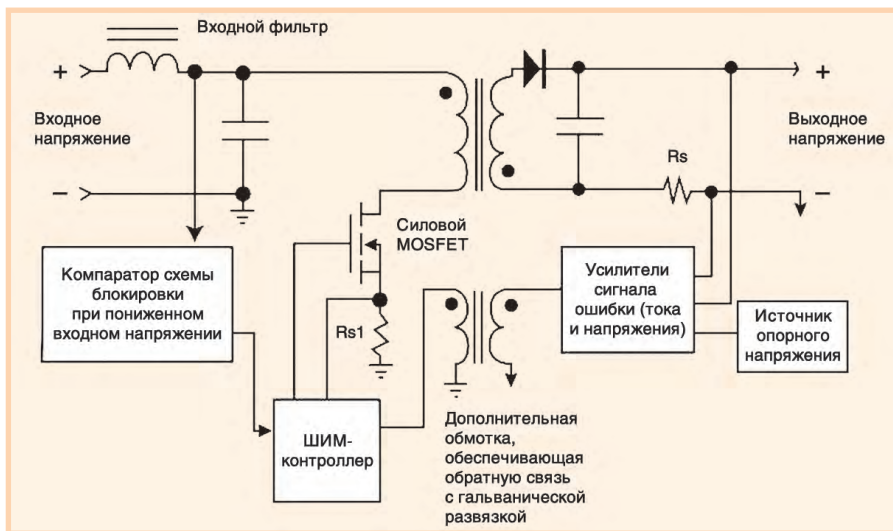 Входной фильтр
+
+
Входное
напряжение
Выходное
напряжение
Rs
−
−
Силовой
MOSFET
Компаратор схемы
блокировки
при пониженном
входном напряжении
Усилители
сигнала
ошибки (тока
и напряжения)
Источник
опорного
напряжения
Rs1
ШИМ-
контроллер
Дополнительная
обмотка,
обеспечивающая
обратную связь
с гальванической
развязкой